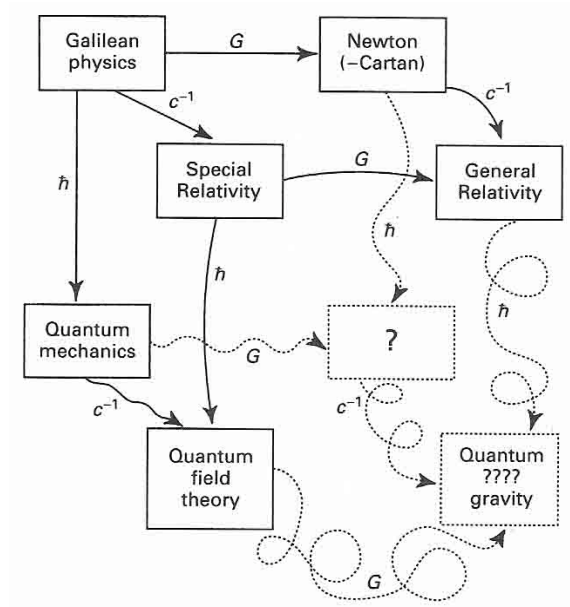 Galilean
physics
G
Newton
(–Cartan)
c⁻¹
c⁻¹
Special
Relativity
G
General
Relativity
ħ
ħ
ħ
ħ
Quantum
mechanics
G
?
c⁻¹
c⁻¹
Quantum
field
theory
Quantum
????
gravity
G